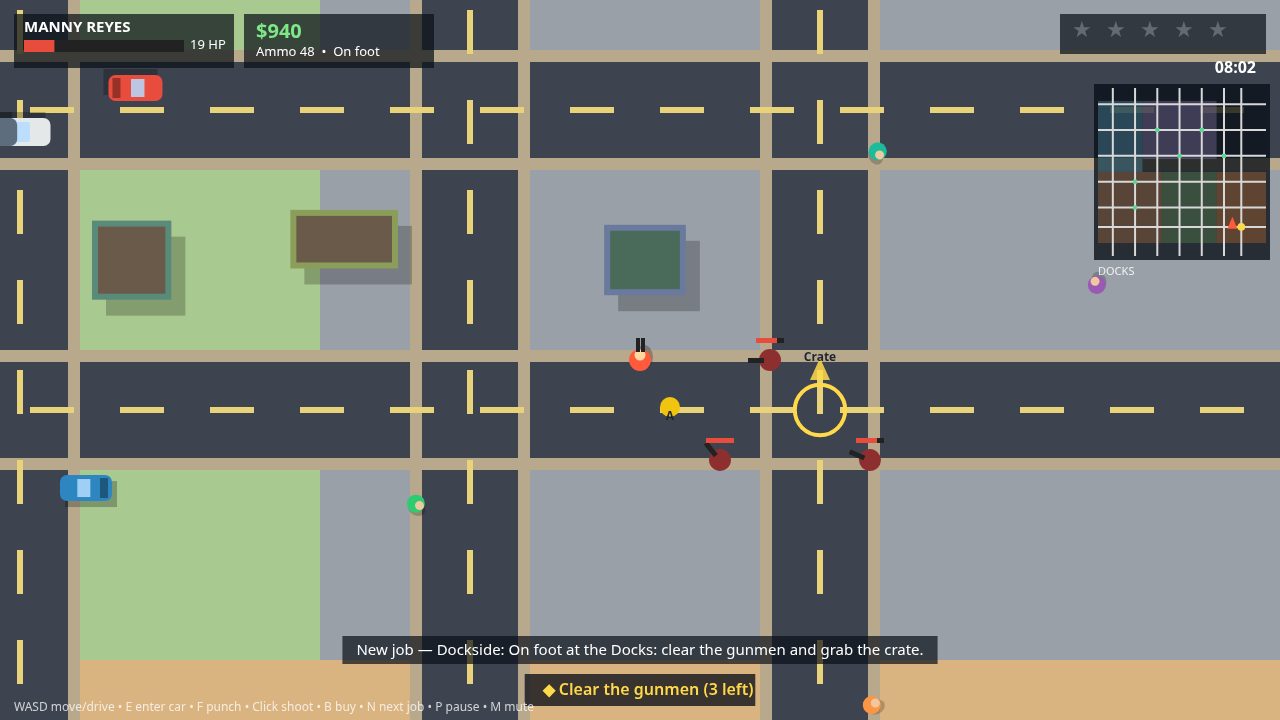 MANNY REYES
19 HP
$940
Ammo 48 • On foot
★ ★ ★ ★ ★
08:02
DOCKS
Crate
A
New job — Dockside: On foot at the Docks: clear the gunmen and grab the crate.
◆ Clear the gunmen (3 left)
WASD move/drive • E enter car • F punch • Click shoot • B buy • N next job • P pause • M mute